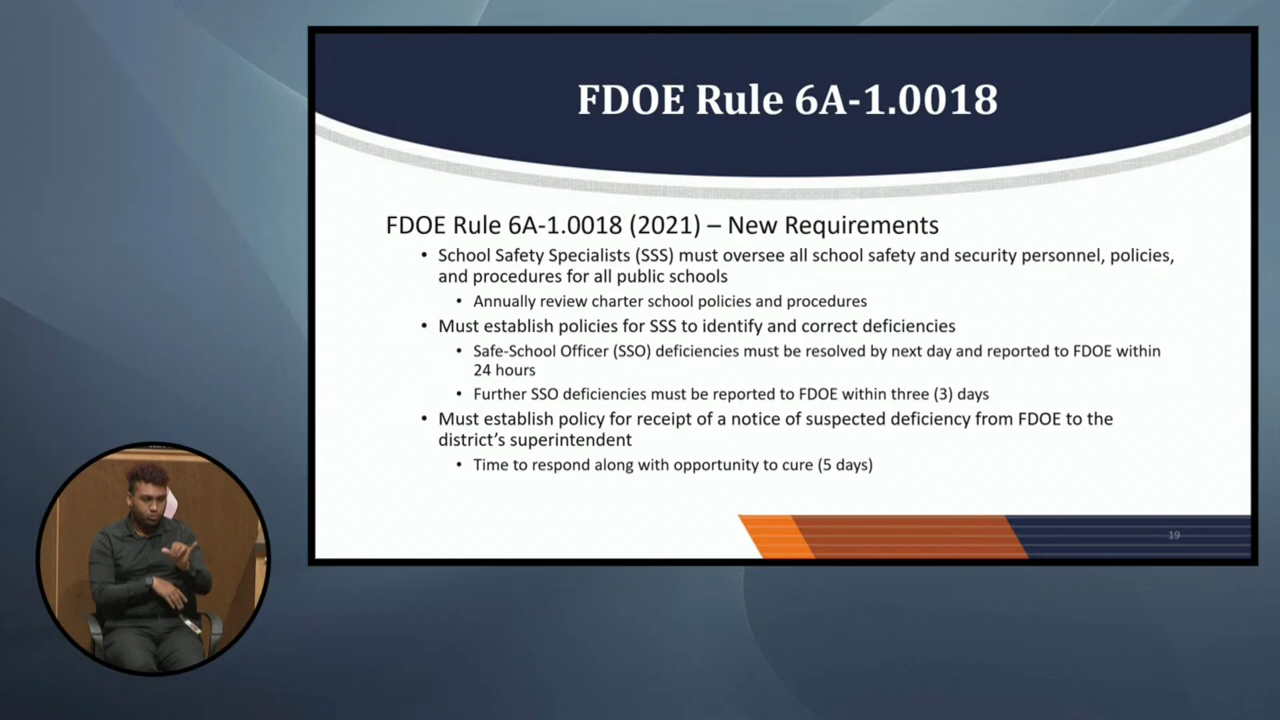 FDOE Rule 6A-1.0018
FDOE Rule 6A-1.0018 (2021) – New Requirements
• School Safety Specialists (SSS) must oversee all school safety and security personnel, policies,
and procedures for all public schools
• Annually review charter school policies and procedures
• Must establish policies for SSS to identify and correct deficiencies
• Safe-School Officer (SSO) deficiencies must be resolved by next day and reported to FDOE within
24 hours
• Further SSO deficiencies must be reported to FDOE within three (3) days
• Must establish policy for receipt of a notice of suspected deficiency from FDOE to the
district’s superintendent
• Time to respond along with opportunity to cure (5 days)
19